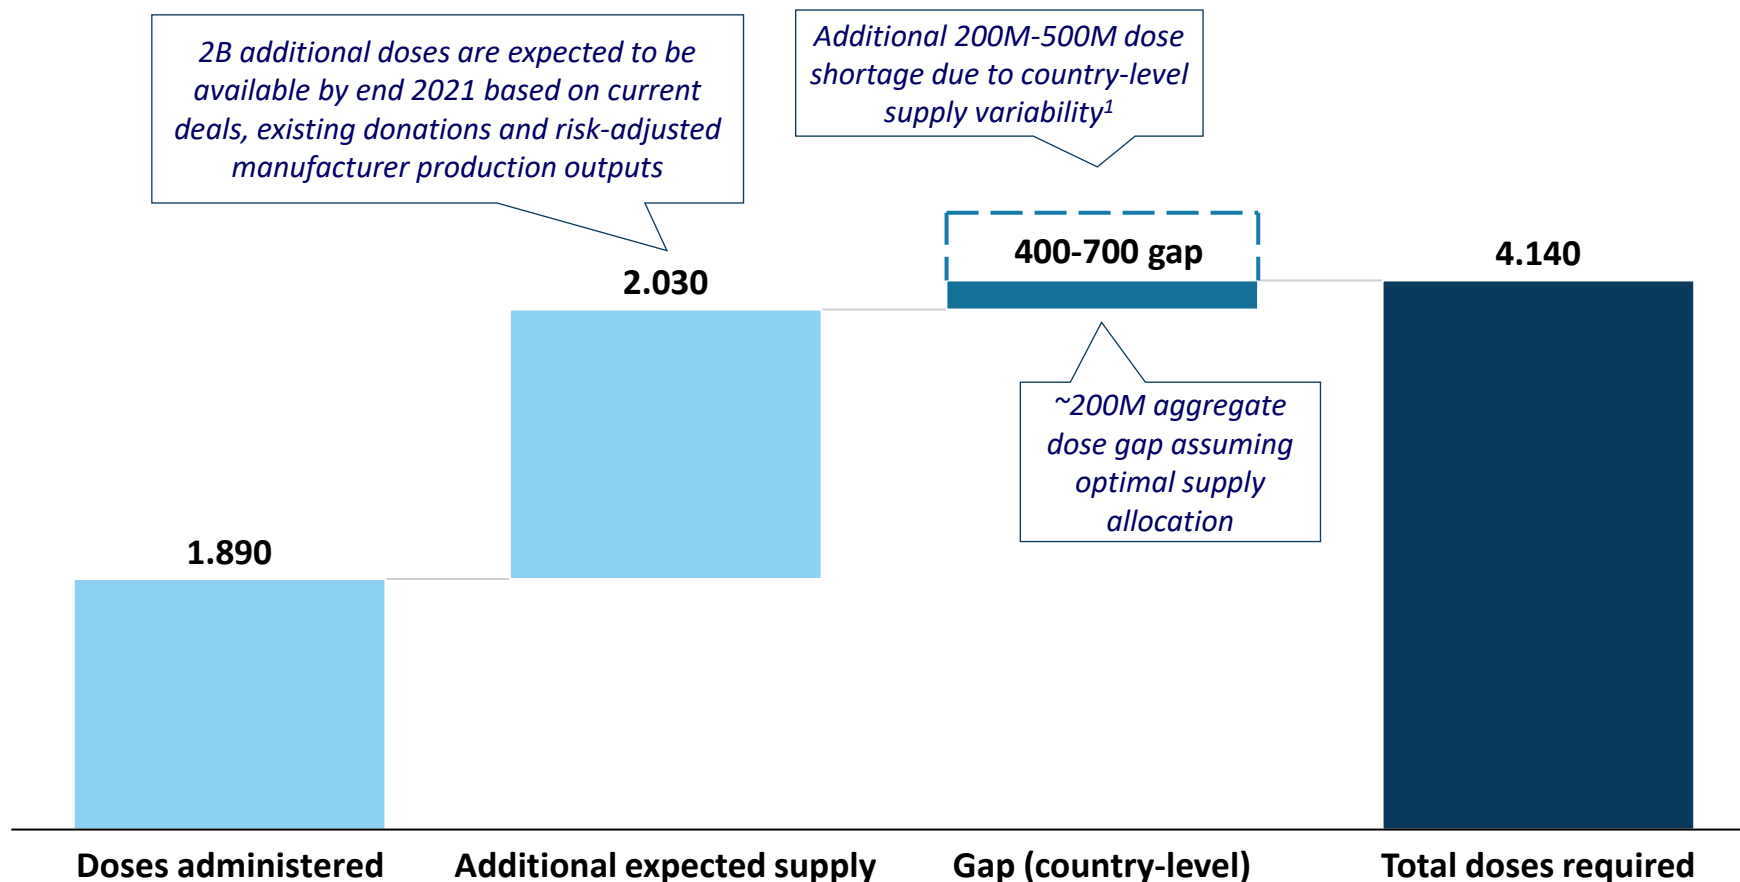 2B additional doses are expected to be
available by end 2021 based on current
deals, existing donations and risk-adjusted
manufacturer production outputs
Additional 200M-500M dose
shortage due to country-level
supply variability¹
2.030
400-700 gap
4.140
~200M aggregate
dose gap assuming
optimal supply
allocation
1.890
Doses administered
Additional expected supply
Gap (country-level)
Total doses required